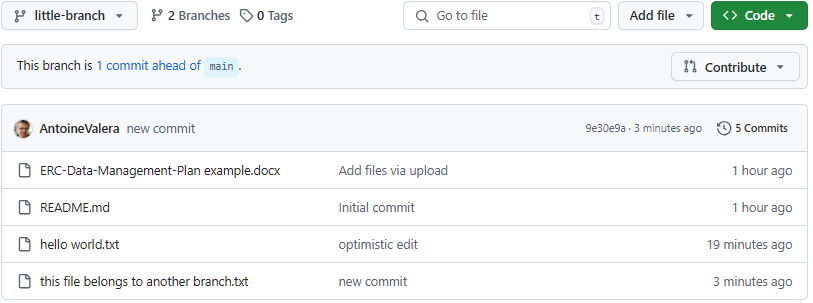 little-branch 2 Branches 0 Tags Go to file t Add file Code
This branch is 1 commit ahead of main .
Contribute
AntoineValera new commit 9e30e9a · 3 minutes ago 5 Commits
ERC-Data-Management-Plan example.docx Add files via upload 1 hour ago
README.md Initial commit 1 hour ago
hello world.txt optimistic edit 19 minutes ago
this file belongs to another branch.txt new commit 3 minutes ago